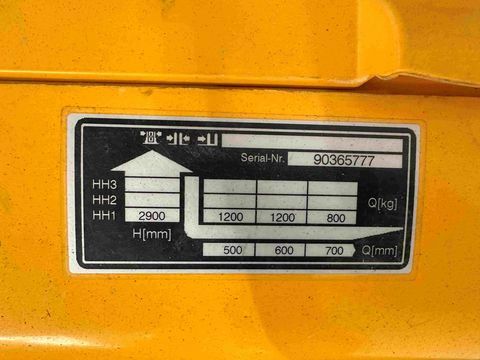 Serial-Nr. 90365777
HH3
HH2 Q[kg]
HH1 2900 1200 1200 800
H[mm] 500 600 700 Q[mm]